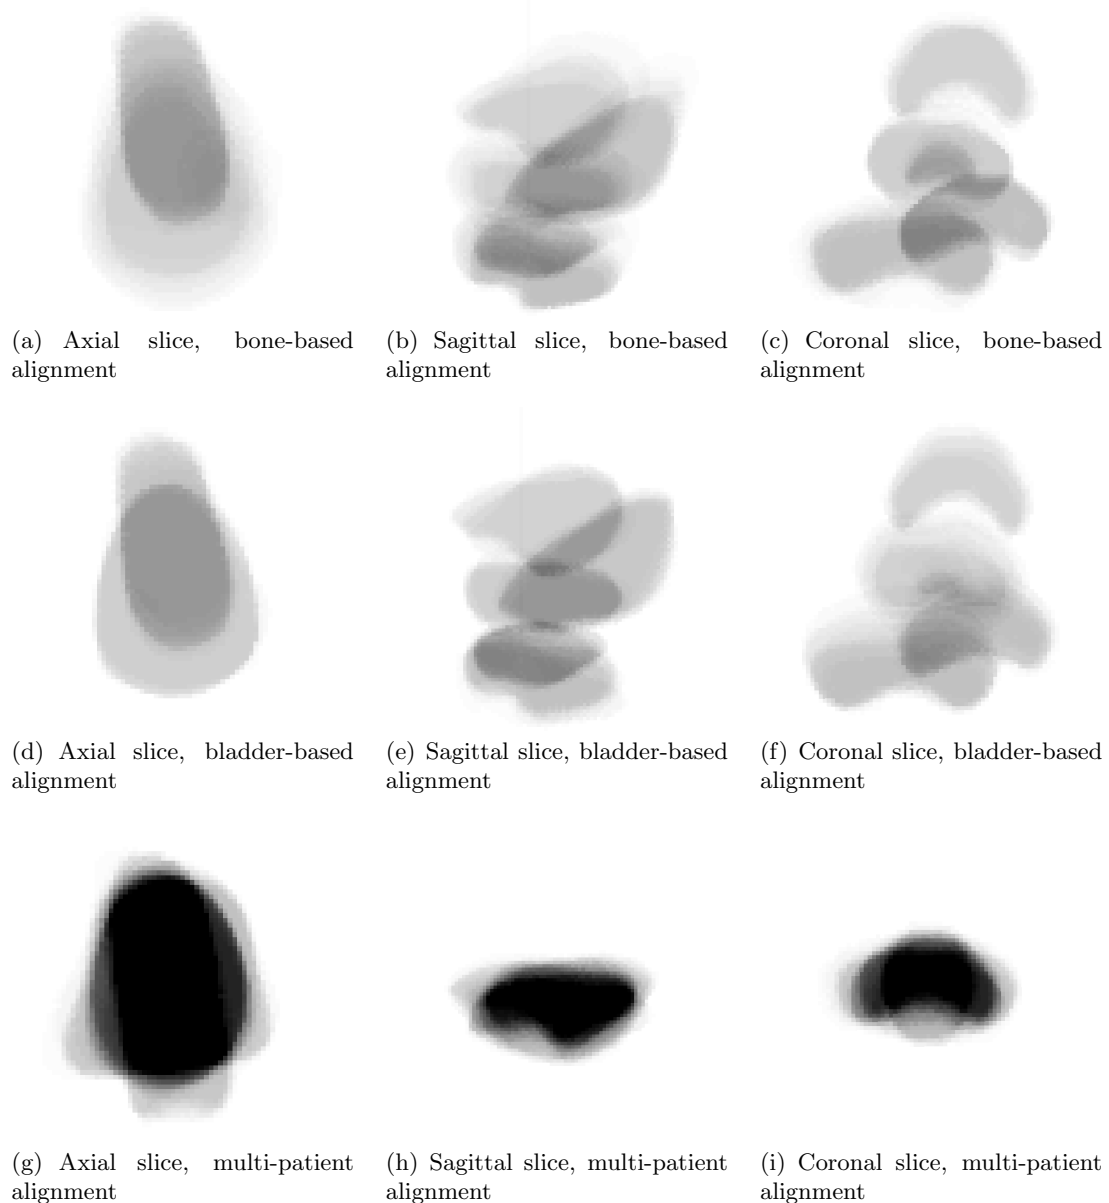 (a) Axial slice, bone-based
alignment
(b) Sagittal slice, bone-based
alignment
(c) Coronal slice, bone-based
alignment
(d) Axial slice, bladder-based
alignment
(e) Sagittal slice, bladder-based
alignment
(f) Coronal slice, bladder-based
alignment
(g) Axial slice, multi-patient
alignment
(h) Sagittal slice, multi-patient
alignment
(i) Coronal slice, multi-patient
alignment